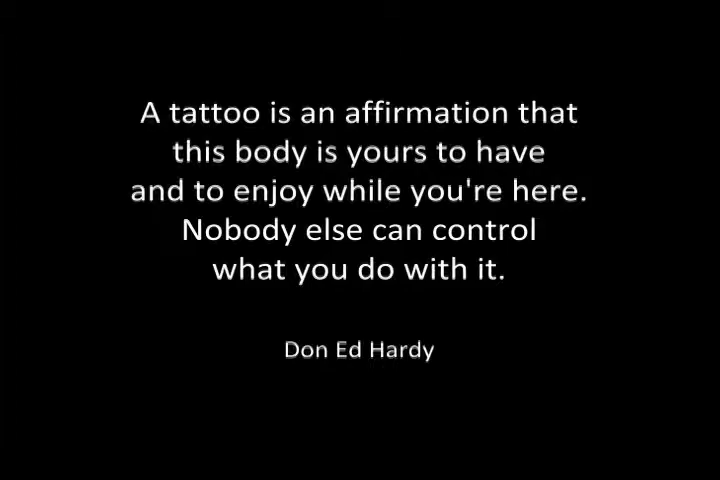 A tattoo is an affirmation that
this body is yours to have
and to enjoy while you're here.
Nobody else can control
what you do with it.
Don Ed Hardy